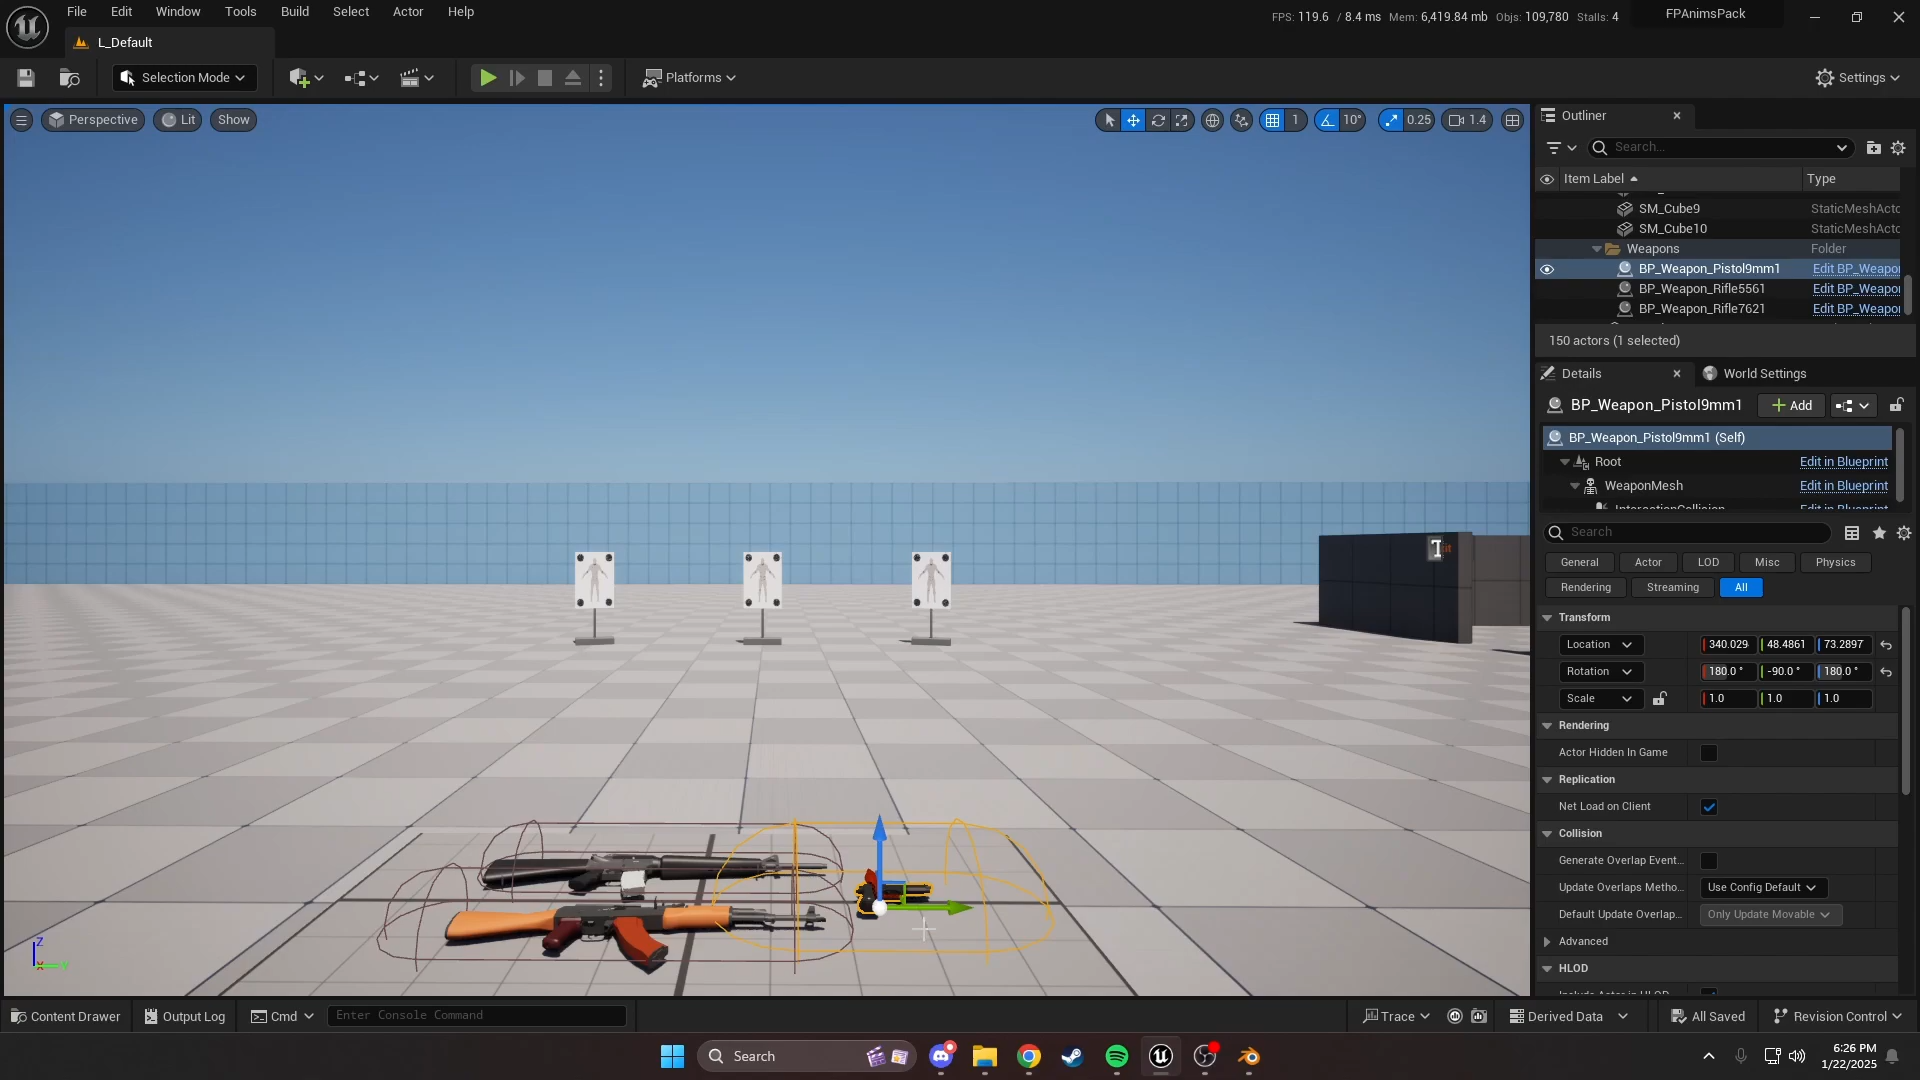 File Edit Window Tools Build Select Actor Help
FPS: 119.6 / 8.4 ms Mem: 6,419.84 mb Objs: 109,780 Stalls: 4
FPAnimsPack
L_Default
Selection Mode
Platforms
Settings
Perspective Lit Show
1 10° 0.25 1.4
Outliner
Search...
Item Label Type
SM_Cube9 StaticMeshActo
SM_Cube10 StaticMeshActo
Weapons Folder
BP_Weapon_Pistol9mm1 Edit BP_Weapo
BP_Weapon_Rifle5561 Edit BP_Weapo
BP_Weapon_Rifle7621 Edit BP_Weapo
150 actors (1 selected)
Details World Settings
BP_Weapon_Pistol9mm1 Add
BP_Weapon_Pistol9mm1 (Self)
Root Edit in Blueprint
WeaponMesh Edit in Blueprint
InteractionCollision Edit in Blueprint
Search
General Actor LOD Misc Physics
Rendering Streaming All
Transform
Location 340.029 48.4861 73.2897
Rotation 180.0 ° -90.0 ° 180.0 °
Scale 1.0 1.0 1.0
Rendering
Actor Hidden In Game
Replication
Net Load on Client
Collision
Generate Overlap Event...
Update Overlaps Metho... Use Config Default
Default Update Overlap... Only Update Movable
Advanced
HLOD
Include Actor in HLOD
Z
X Y
Content Drawer Output Log Cmd Enter Console Command
Trace Derived Data All Saved Revision Control
Search
6:26 PM
1/22/2025